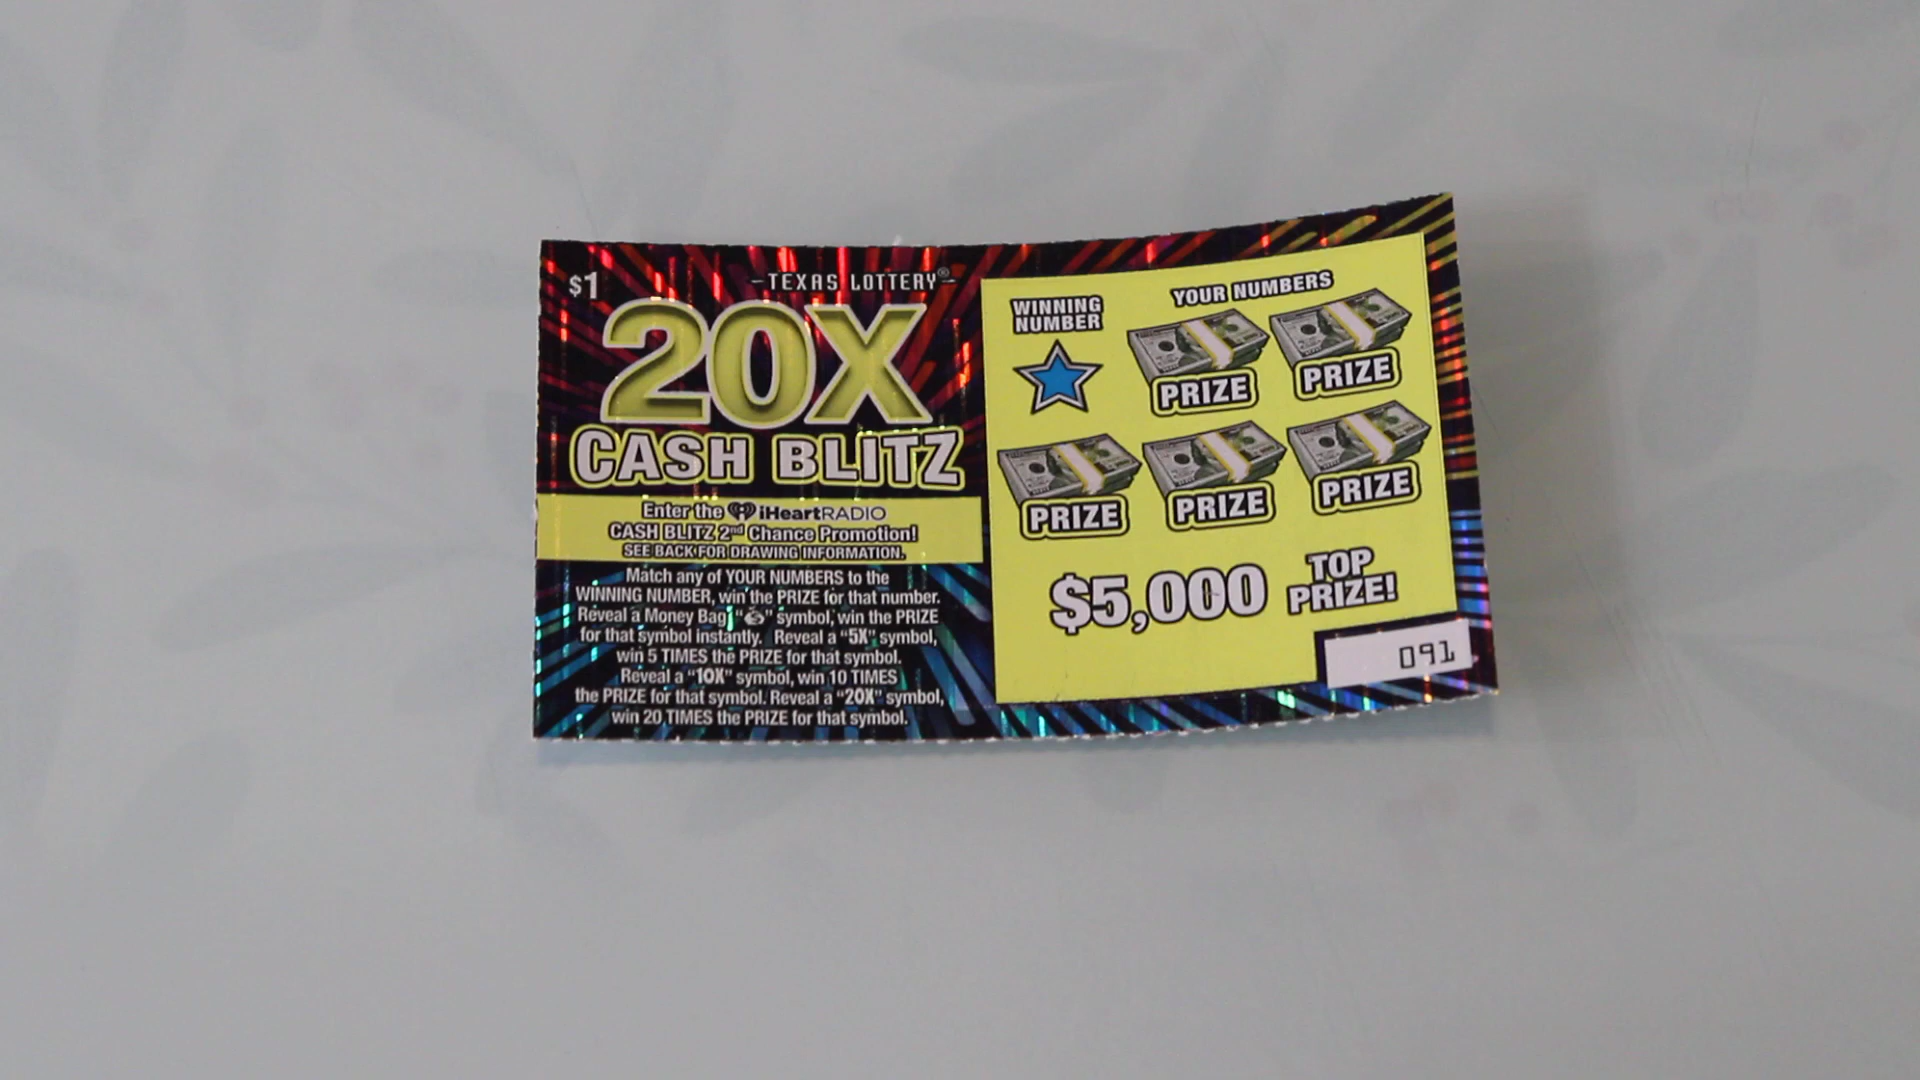 $1
TEXAS LOTTERY®
20X
CASH BLITZ
Enter the iHeartRADIO
CASH BLITZ 2nd Chance Promotion!
SEE BACK FOR DRAWING INFORMATION.
Match any of YOUR NUMBERS to the
WINNING NUMBER, win the PRIZE for that number.
Reveal a Money Bag " " symbol, win the PRIZE
for that symbol instantly. Reveal a "5X" symbol,
win 5 TIMES the PRIZE for that symbol.
Reveal a "10X" symbol, win 10 TIMES
the PRIZE for that symbol. Reveal a "20X" symbol,
win 20 TIMES the PRIZE for that symbol.
WINNING
NUMBER
YOUR NUMBERS
PRIZE PRIZE
PRIZE PRIZE PRIZE
$5,000 TOP
PRIZE!
091